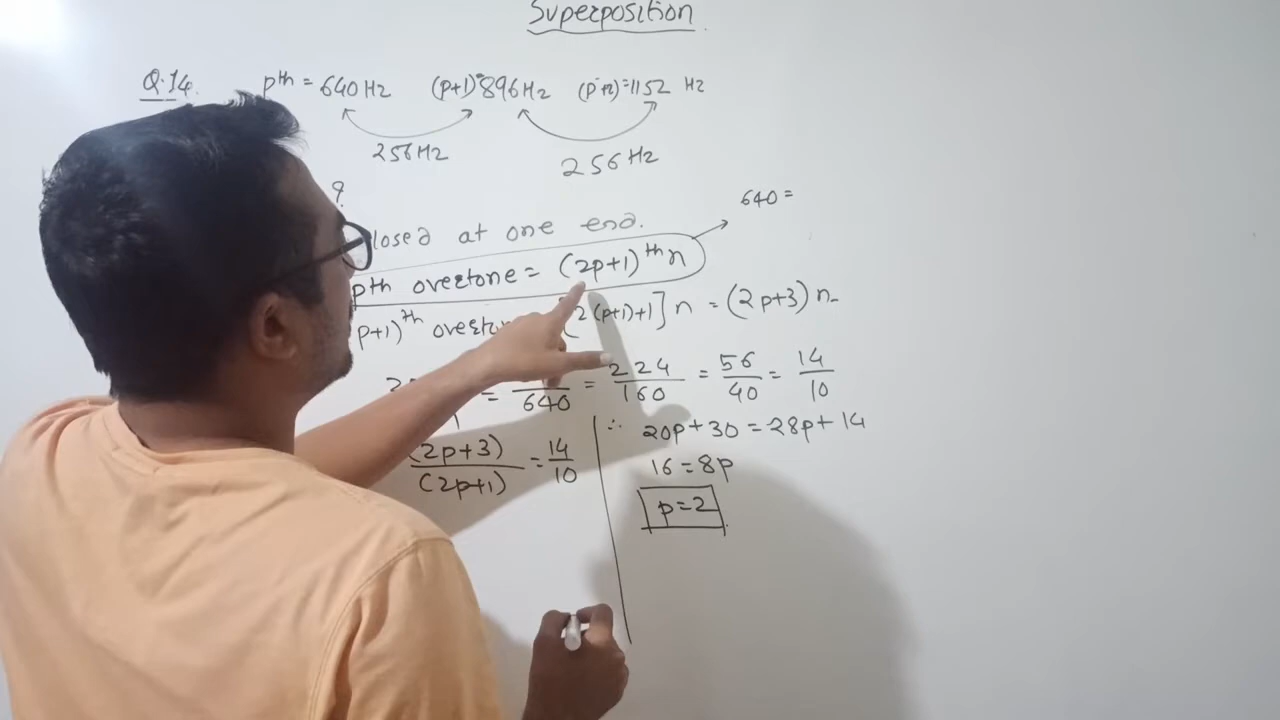 Superposition
Q.14. pth = 640 Hz (p+1) 896 Hz (p+2) = 1152 Hz
256 Hz 256 Hz
?
640 =
losed at one end.
pth overtone = (2p+1)th n
p+1)th overto [2(p+1)+1] n = (2p+3) n
= 640 = 224/160 = 56/40 = 14/10
(2p+3)/(2p+1) = 14/10
∴ 20p+30 = 28p+14
16 = 8p
p=2